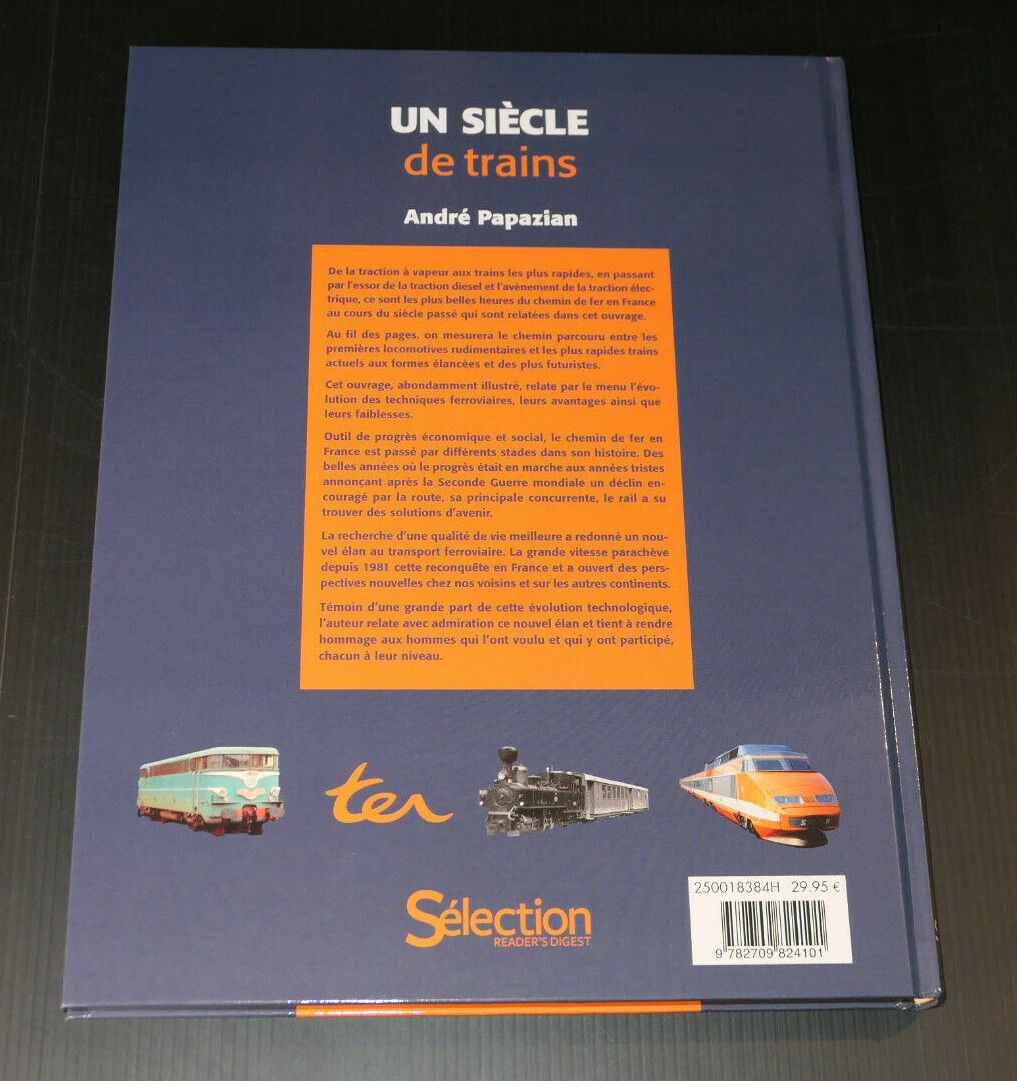 UN SIÈCLE
de trains
André Papazian
De la traction à vapeur aux trains les plus rapides, en passant
par l'essor de la traction diesel et l'avènement de la traction élec-
trique, ce sont les plus belles heures du chemin de fer en France
au cours du siècle passé qui sont relatées dans cet ouvrage.
Au fil des pages, on mesurera le chemin parcouru entre les
premières locomotives rudimentaires et les plus rapides trains
actuels aux formes élancées et des plus futuristes.
Cet ouvrage, abondamment illustré, relate par le menu l'évo-
lution des techniques ferroviaires, leurs avantages ainsi que
leurs faiblesses.
Outil de progrès économique et social, le chemin de fer en
France est passé par différents stades dans son histoire. Des
belles années où le progrès était en marche aux années tristes
annonçant après la Seconde Guerre mondiale un déclin en-
couragé par la route, sa principale concurrente, le rail a su
trouver des solutions d'avenir.
La recherche d'une qualité de vie meilleure a redonné un nou-
vel élan au transport ferroviaire. La grande vitesse parachève
depuis 1981 cette reconquête en France et a ouvert des pers-
pectives nouvelles chez nos voisins et sur les autres continents.
Témoin d'une grande part de cette évolution technologique,
l'auteur relate avec admiration ce nouvel élan et tient à rendre
hommage aux hommes qui l'ont voulu et qui y ont participé,
chacun à leur niveau.
ter
Sélection
READER'S DIGEST
250018384H 29.95 €
9 782709 824101